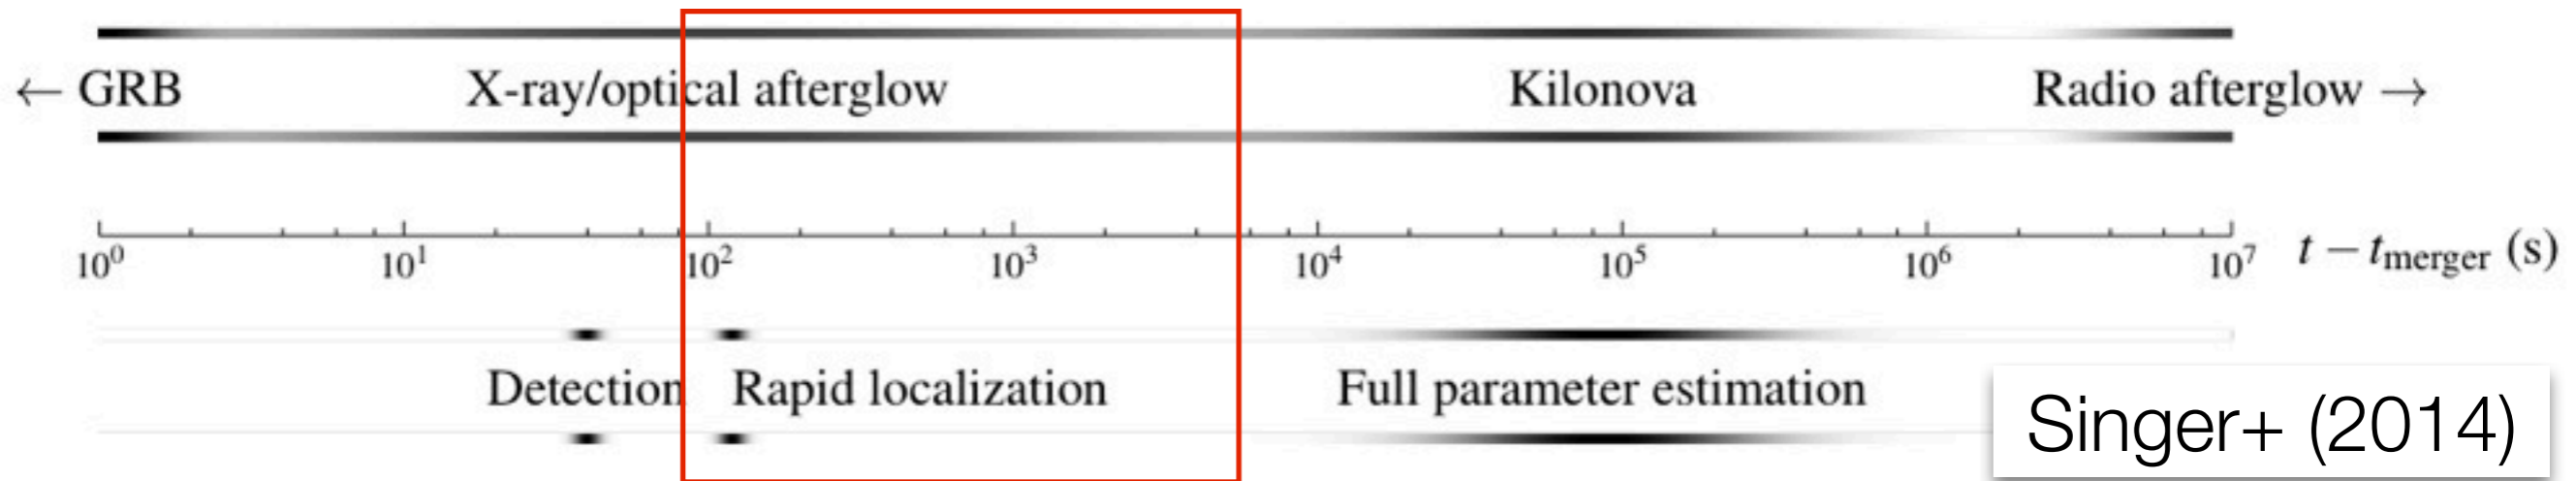 ← GRB X-ray/optical afterglow Kilonova Radio afterglow →
10⁰ 10¹ 10² 10³ 10⁴ 10⁵ 10⁶ 10⁷ t − tmerger (s)
Detection Rapid localization Full parameter estimation
Singer+ (2014)